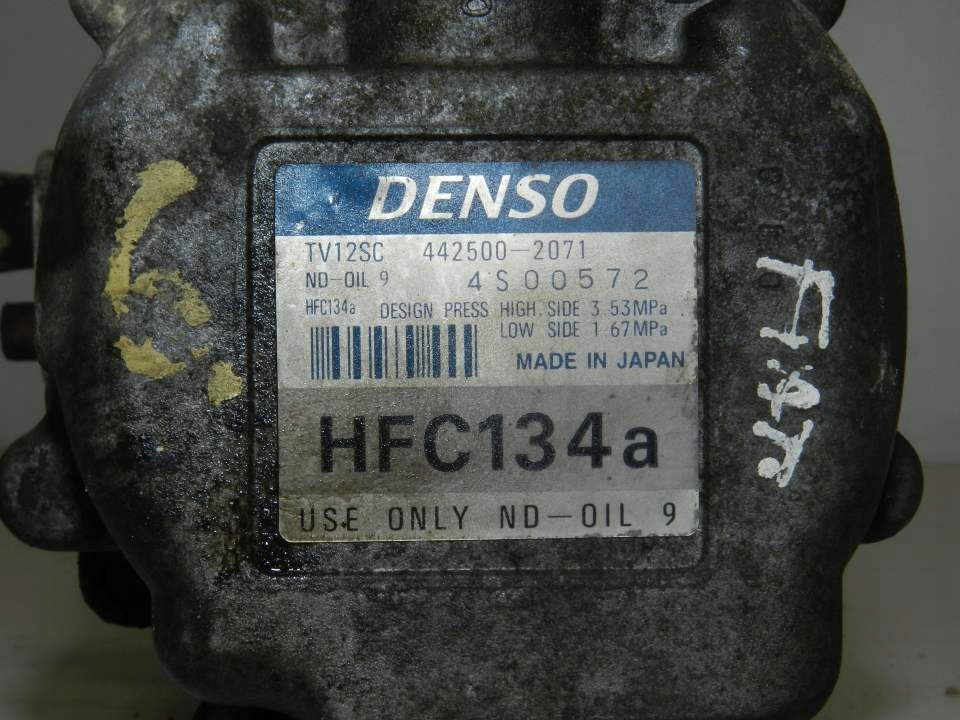 DENSO
TV12SC 442500-2071
ND-OIL 9 4S00572
HFC134a DESIGN PRESS HIGH SIDE 3.53MPa
LOW SIDE 1.67MPa
MADE IN JAPAN
HFC134a
USE ONLY ND-OIL 9